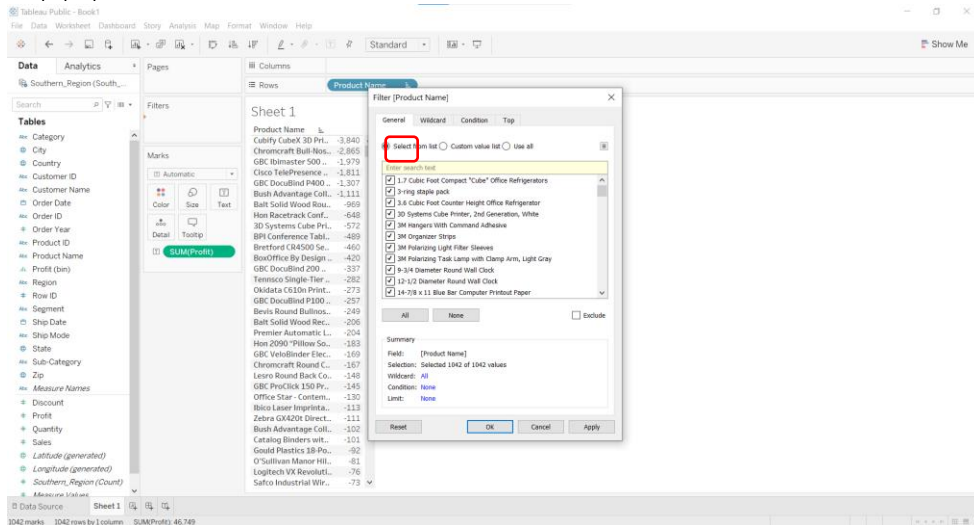 Tableau Public - Book1
File Data Worksheet Dashboard Story Analysis Map Format Window Help
Standard
Show Me
Data Analytics
Southern_Region (South_...
Search
Tables
Category
City
Country
Customer ID
Customer Name
Order Date
Order ID
Order Year
Product ID
Product Name
Profit (bin)
Region
Row ID
Segment
Ship Date
Ship Mode
State
Sub-Category
Zip
Measure Names
Discount
Profit
Quantity
Sales
Latitude (generated)
Longitude (generated)
Southern_Region (Count)
Measure Values
Pages
Filters
Marks
Automatic
Color Size Text
Detail Tooltip
SUM(Profit)
Columns
Rows Product Name
Sheet 1
Product Name
Cubify CubeX 3D Pri.. -3,840
Chromcraft Bull-Nos.. -2,865
GBC Ibimaster 500 .. -1,979
Cisco TelePresence .. -1,811
GBC DocuBind P400 .. -1,307
Bush Advantage Coll.. -1,111
Balt Solid Wood Rou.. -969
Hon Racetrack Conf.. -648
3D Systems Cube Pri.. -572
BPI Conference Tabl.. -489
Bretford CR4500 Se.. -460
BoxOffice By Design .. -420
GBC DocuBind 200 .. -337
Tennsco Single-Tier .. -282
Okidata C610n Print.. -273
GBC DocuBind P100 .. -257
Bevis Round Bullnos.. -249
Balt Solid Wood Rec.. -206
Premier Automatic L.. -204
Hon 2090 "Pillow So.. -183
GBC VeloBinder Elec.. -169
Chromcraft Round C.. -167
Lesro Round Back Co.. -148
GBC ProClick 150 Pr.. -145
Office Star - Contem.. -130
Ibico Laser Imprinta.. -113
Zebra GX420t Direct.. -111
Bush Advantage Coll.. -102
Catalog Binders wit.. -101
Gould Plastics 18-Po.. -92
O'Sullivan Manor Hil.. -81
Logitech VX Revoluti.. -76
Safco Industrial Wir.. -73
Filter [Product Name]
General Wildcard Condition Top
Select from list Custom value list Use all
Enter search text
1.7 Cubic Foot Compact "Cube" Office Refrigerators
3-ring staple pack
3.6 Cubic Foot Counter Height Office Refrigerator
3D Systems Cube Printer, 2nd Generation, White
3M Hangers With Command Adhesive
3M Organizer Strips
3M Polarizing Light Filter Sleeves
3M Polarizing Task Lamp with Clamp Arm, Light Gray
9-3/4 Diameter Round Wall Clock
12-1/2 Diameter Round Wall Clock
14-7/8 x 11 Blue Bar Computer Printout Paper
All None Exclude
Summary
Field: [Product Name]
Selection: Selected 1042 of 1042 values
Wildcard: All
Condition: None
Limit: None
Reset OK Cancel Apply
Data Source Sheet 1
1042 marks 1042 rows by 1 column SUM(Profit): 46,749